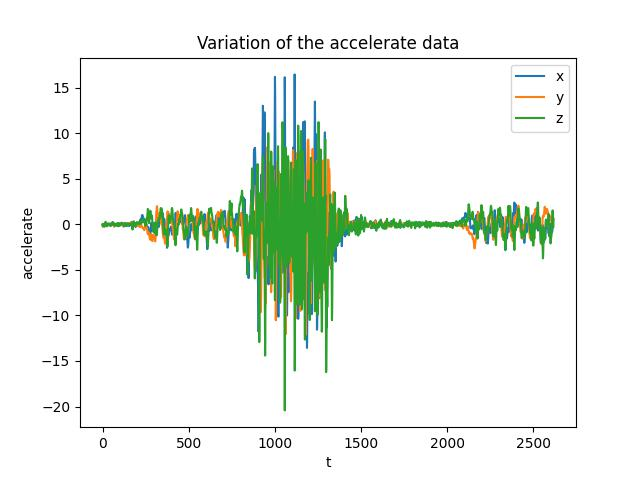 Variation of the accelerate data
x
y
z
15
10
5
0
−5
−10
−15
−20
accelerate
0 500 1000 1500 2000 2500
t